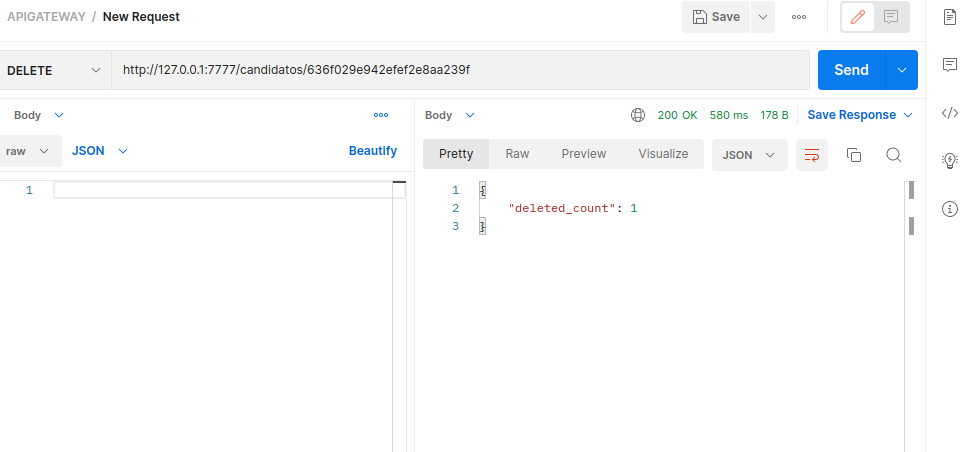 APIGATEWAY / New Request
Save
DELETE
http://127.0.0.1:7777/candidatos/636f029e942efef2e8aa239f
Send
Body
raw
JSON
Beautify
1
Body
200 OK
580 ms
178 B
Save Response
Pretty
Raw
Preview
Visualize
JSON
1 {
2 "deleted_count": 1
3 }